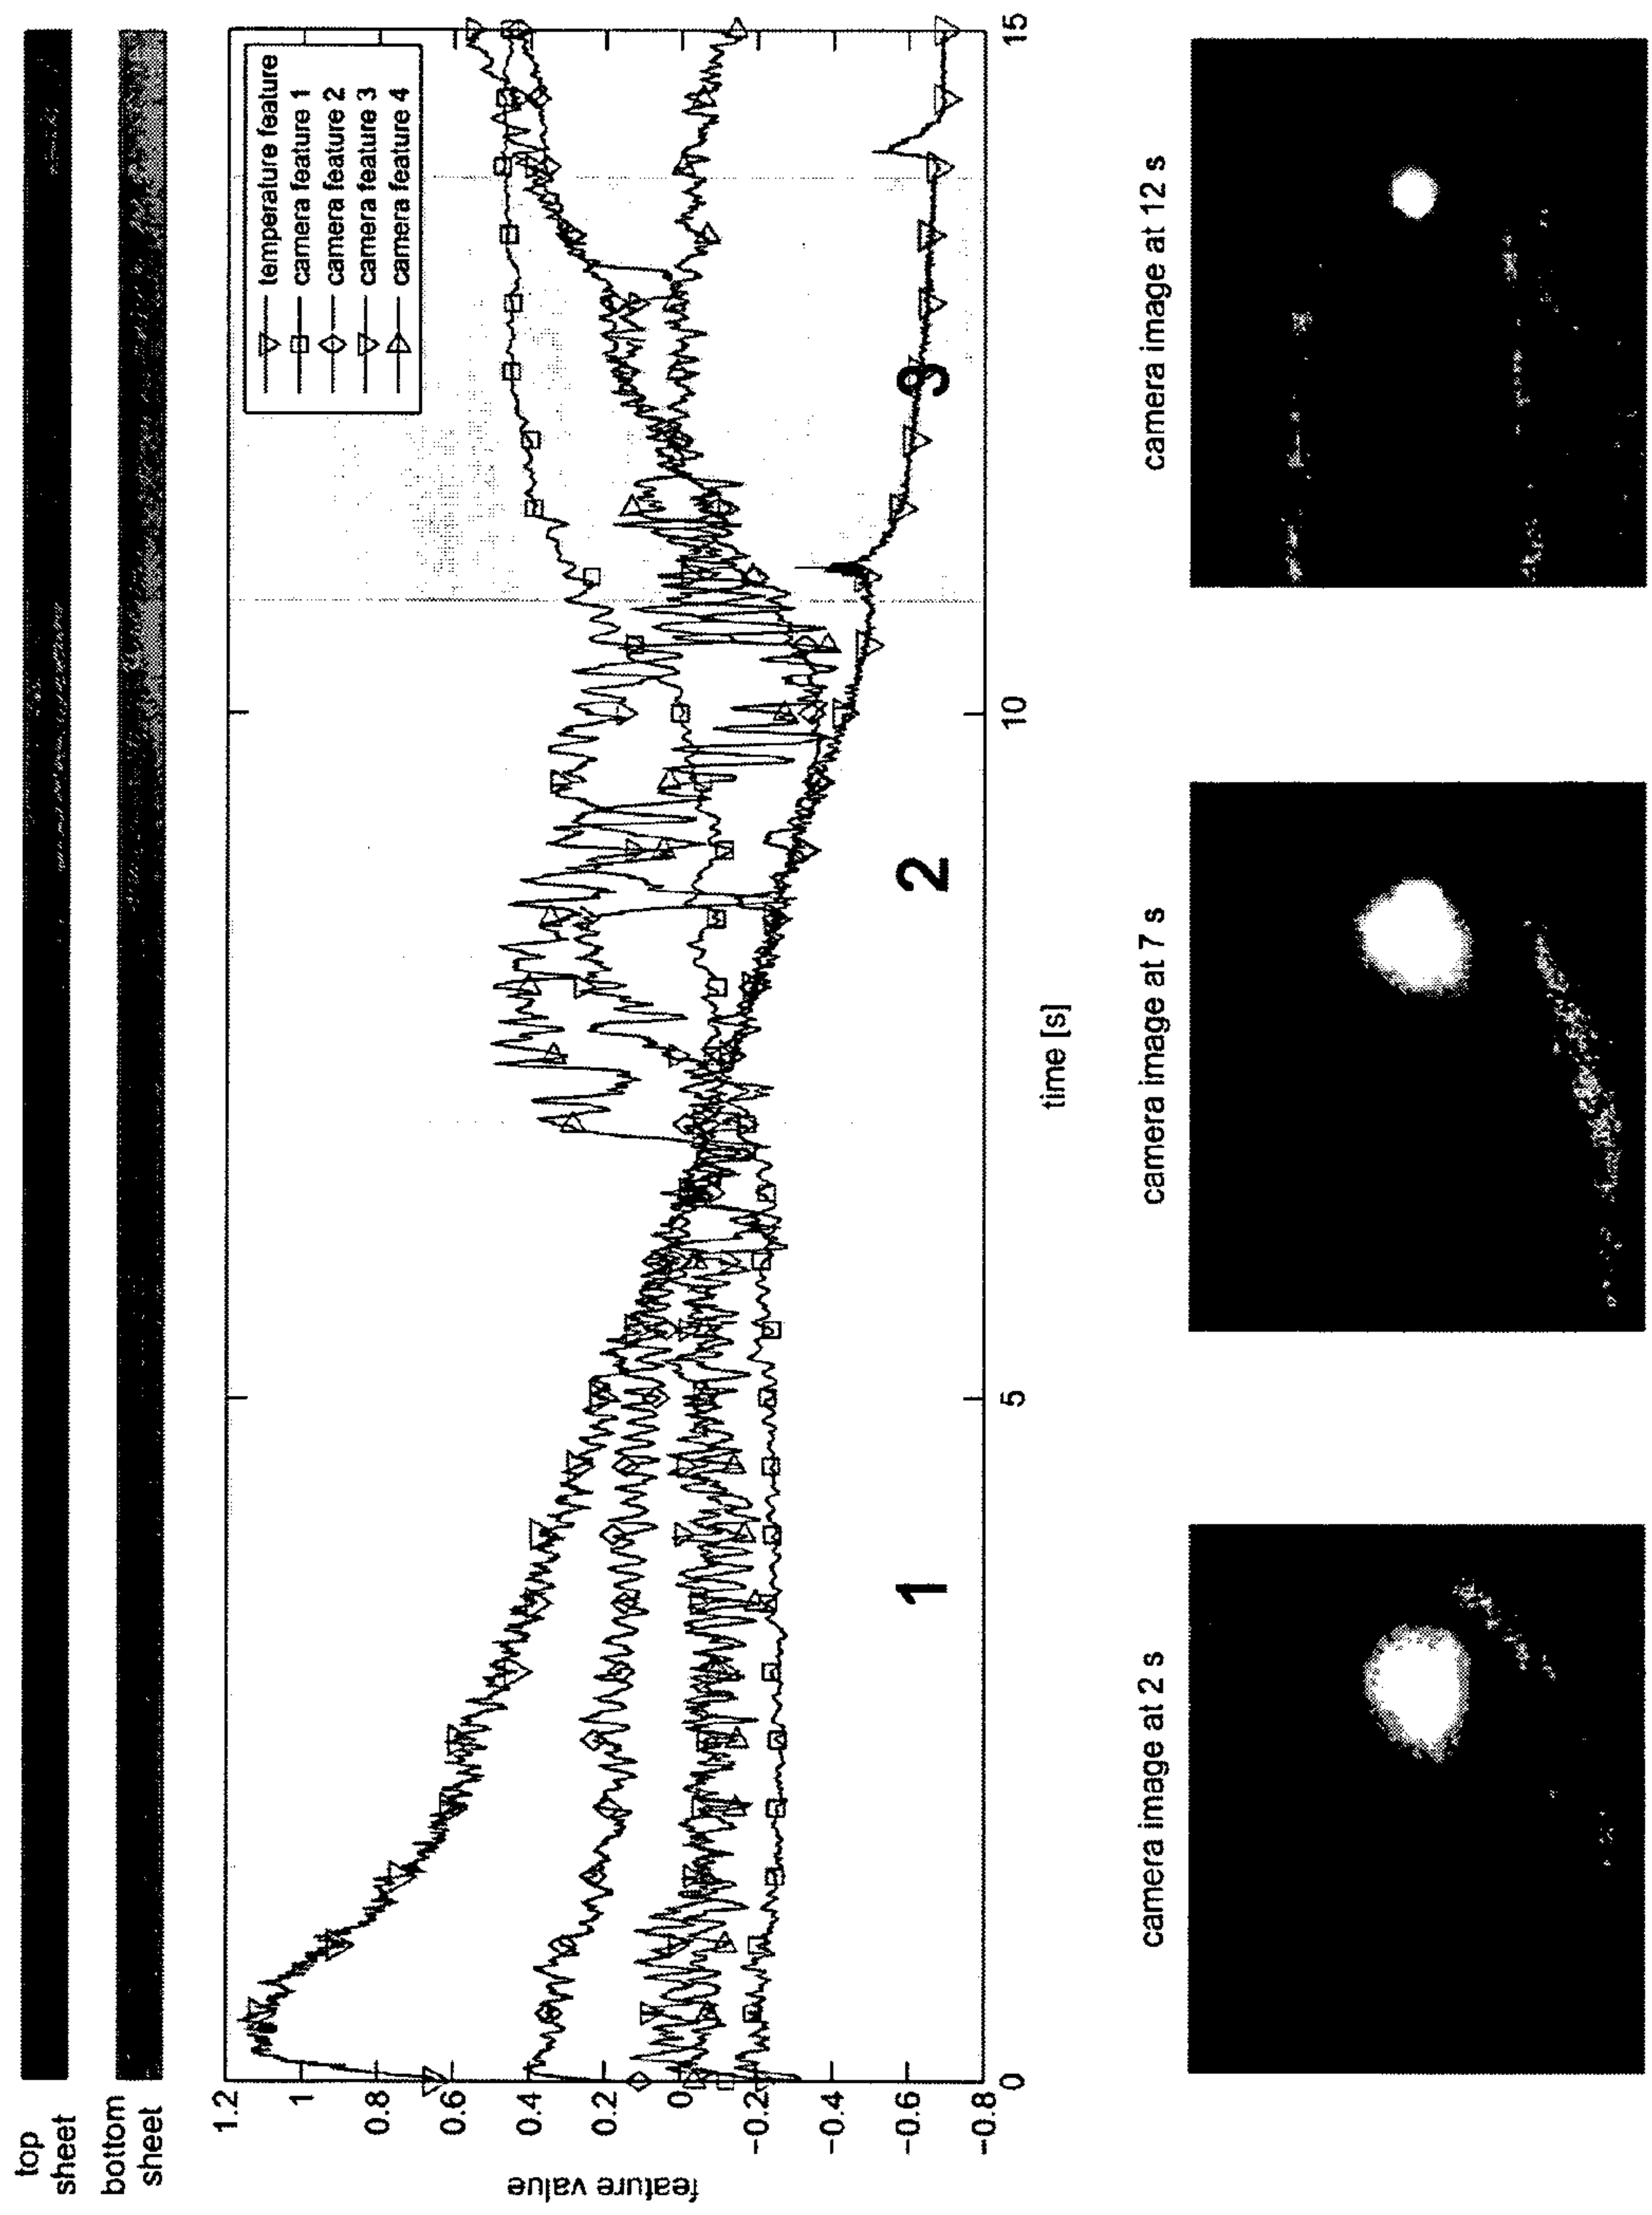 top
sheet
bottom
sheet
1.2
1
0.8
0.6
0.4
0.2
0
-0.2
-0.4
-0.6
-0.8
feature value
temperature feature
camera feature 1
camera feature 2
camera feature 3
camera feature 4
1
2
3
0
5
10
15
time [s]
camera image at 2 s
camera image at 7 s
camera image at 12 s